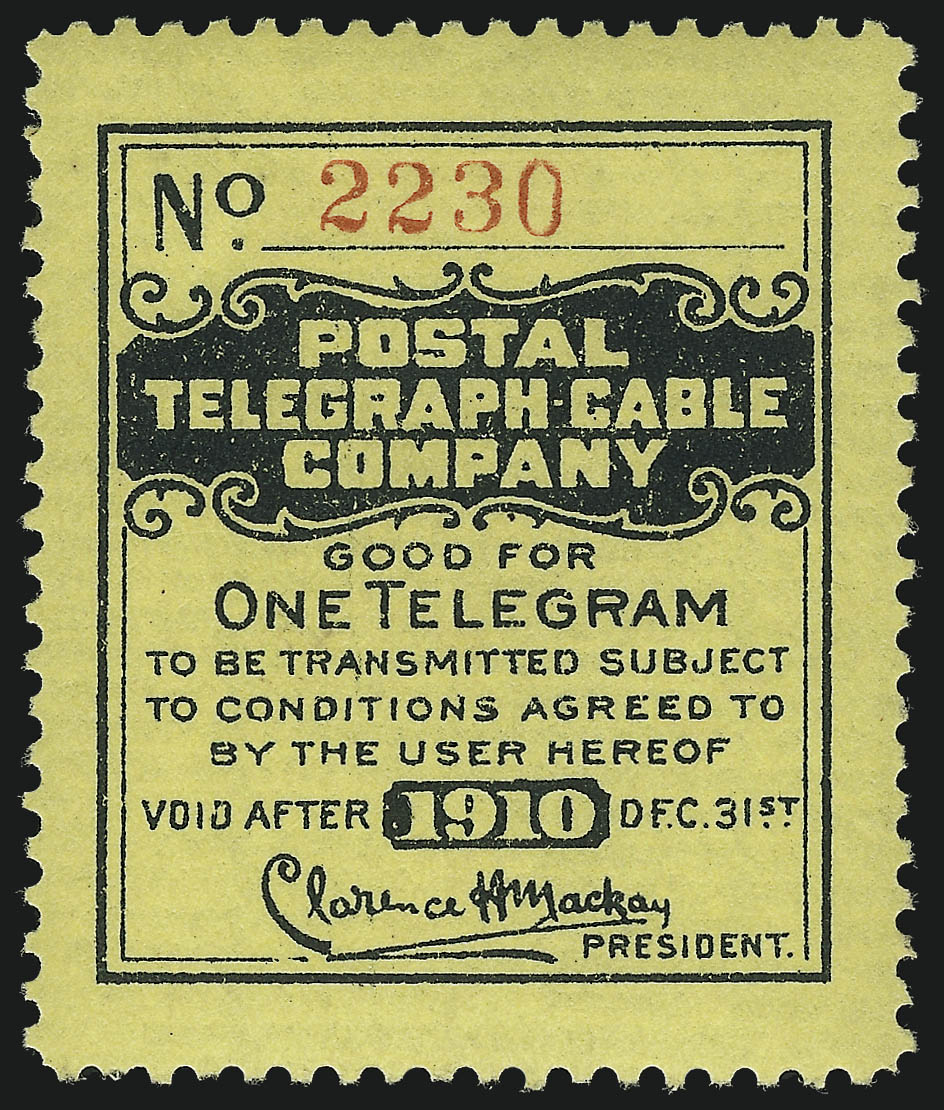 No. 2230
POSTAL
TELEGRAPH-CABLE
COMPANY
GOOD FOR
ONE TELEGRAM
TO BE TRANSMITTED SUBJECT
TO CONDITIONS AGREED TO
BY THE USER HEREOF
VOID AFTER 1910 DEC. 31ST
Clarence H Mackay
PRESIDENT.